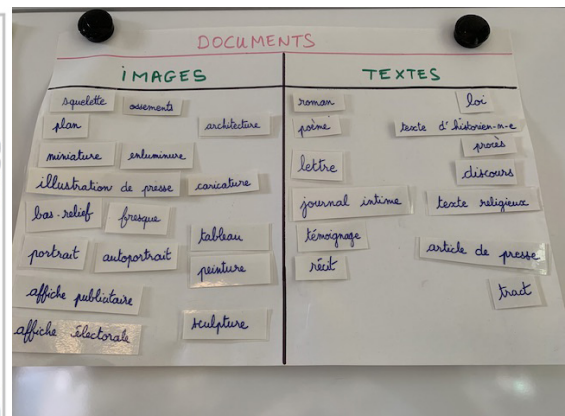 DOCUMENTS
IMAGES
squelette
ossements
plan
architecture
miniature
enluminure
illustration de presse
caricature
bas-relief
fresque
tableau
portrait
autoportrait
peinture
affiche publicitaire
affiche électorale
sculpture
TEXTES
roman
loi
poème
texte d'historien-n-e
procès
lettre
discours
journal intime
texte religieux
témoignage
article de presse
récit
tract